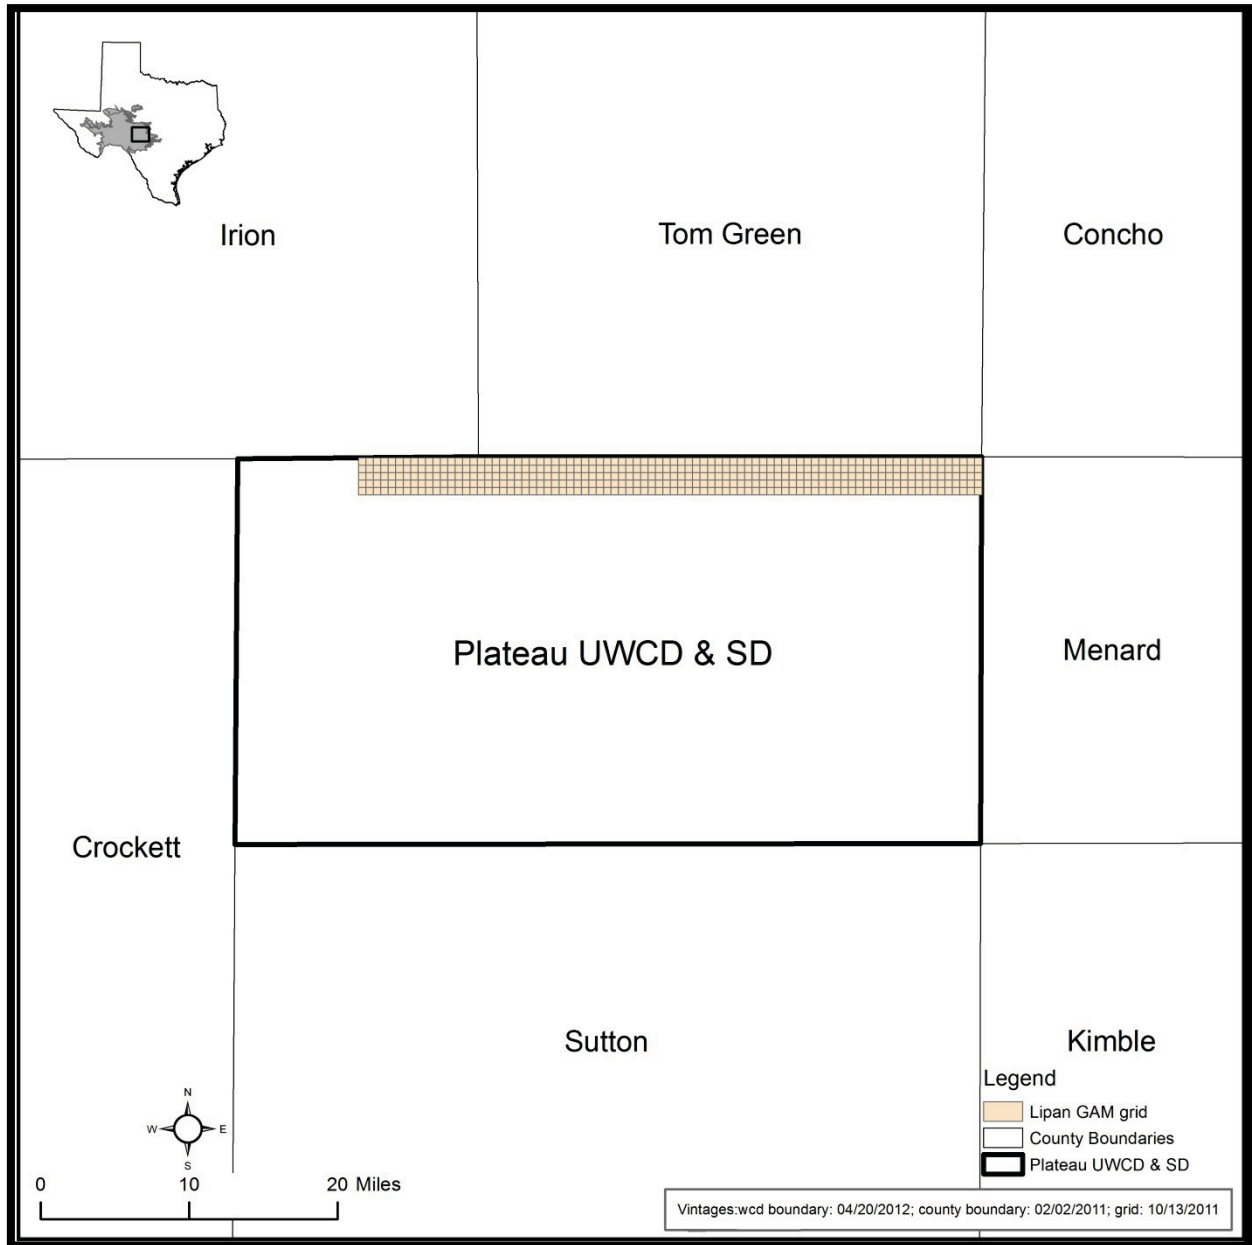 Irion
Tom Green
Concho
Plateau UWCD & SD
Menard
Crockett
Sutton
Kimble
Legend
Lipan GAM grid
County Boundaries
Plateau UWCD & SD
N
W E
S
0 10 20 Miles
Vintages:wcd boundary: 04/20/2012; county boundary: 02/02/2011; grid: 10/13/2011